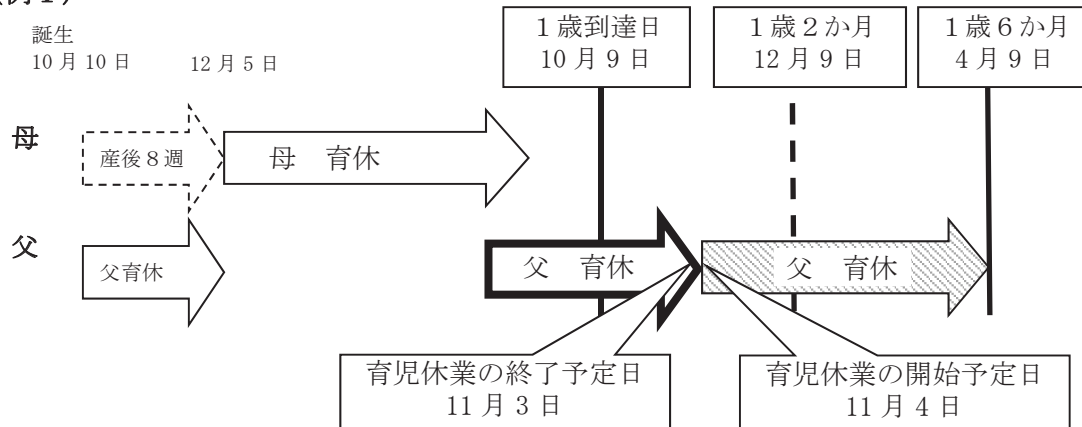 誕生
10月10日
12月5日
1歳到達日
10月9日
1歳2か月
12月9日
1歳6か月
4月9日
母
産後8週
母 育休
父
父育休
父 育休
父 育休
育児休業の終了予定日
11月3日
育児休業の開始予定日
11月4日